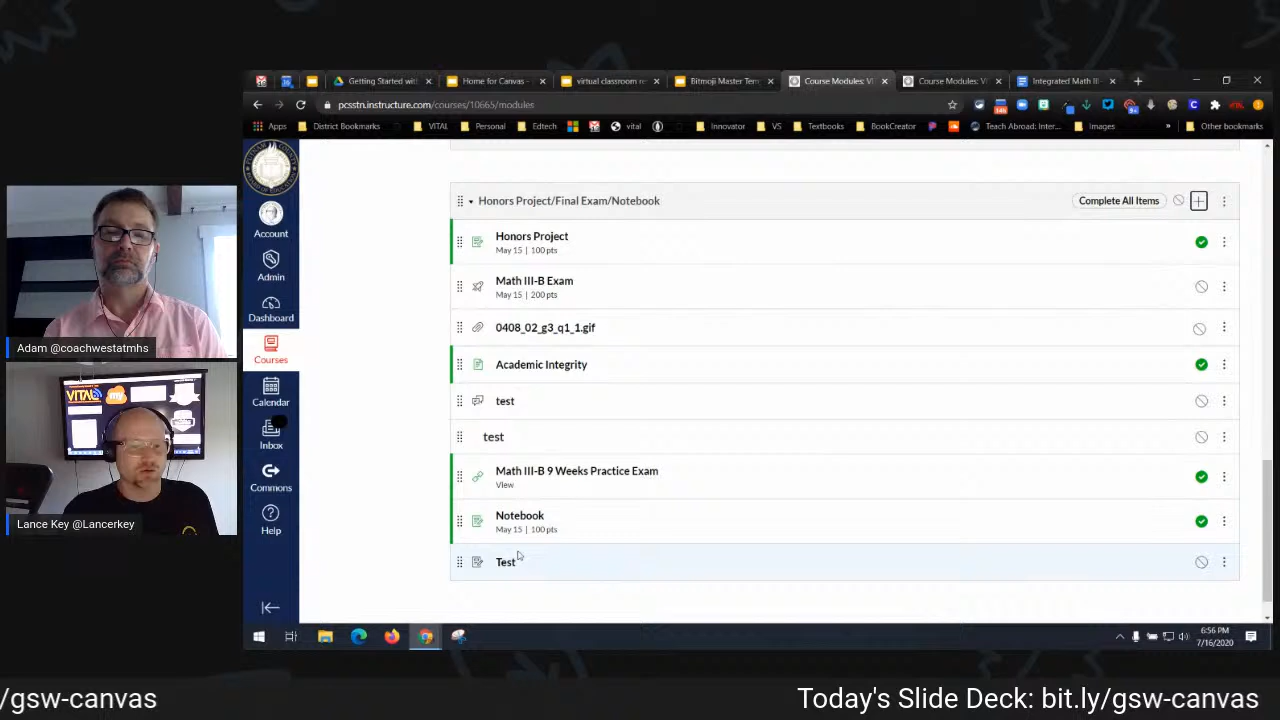 Getting Started wit
Home for Canvas -
virtual classroom re
Bitmoji Master Tem
Course Modules: V
Course Modules: V
Integrated Math B
pcsstn.instructure.com/courses/10665/modules
Apps
District Bookmarks
VITAL
Personal
Edtech
vital
Innovator
VS
Textbooks
BookCreator
Teach Abroad: Inter...
Images
»
Other bookmarks
Account
Admin
Dashboard
Courses
Calendar
Inbox
Commons
Help
Honors Project/Final Exam/Notebook
Complete All Items
Honors Project
May 15 | 100 pts
Math III-B Exam
May 15 | 200 pts
0408_02_g3_q1_1.gif
Academic Integrity
test
test
Math III-B 9 Weeks Practice Exam
View
Notebook
May 15 | 100 pts
Test
Adam @coachwestatmhs
VITAL
my
Lance Key @Lancerkey
6:56 PM
7/16/2020
/gsw-canvas
Today's Slide Deck: bit.ly/gsw-canvas